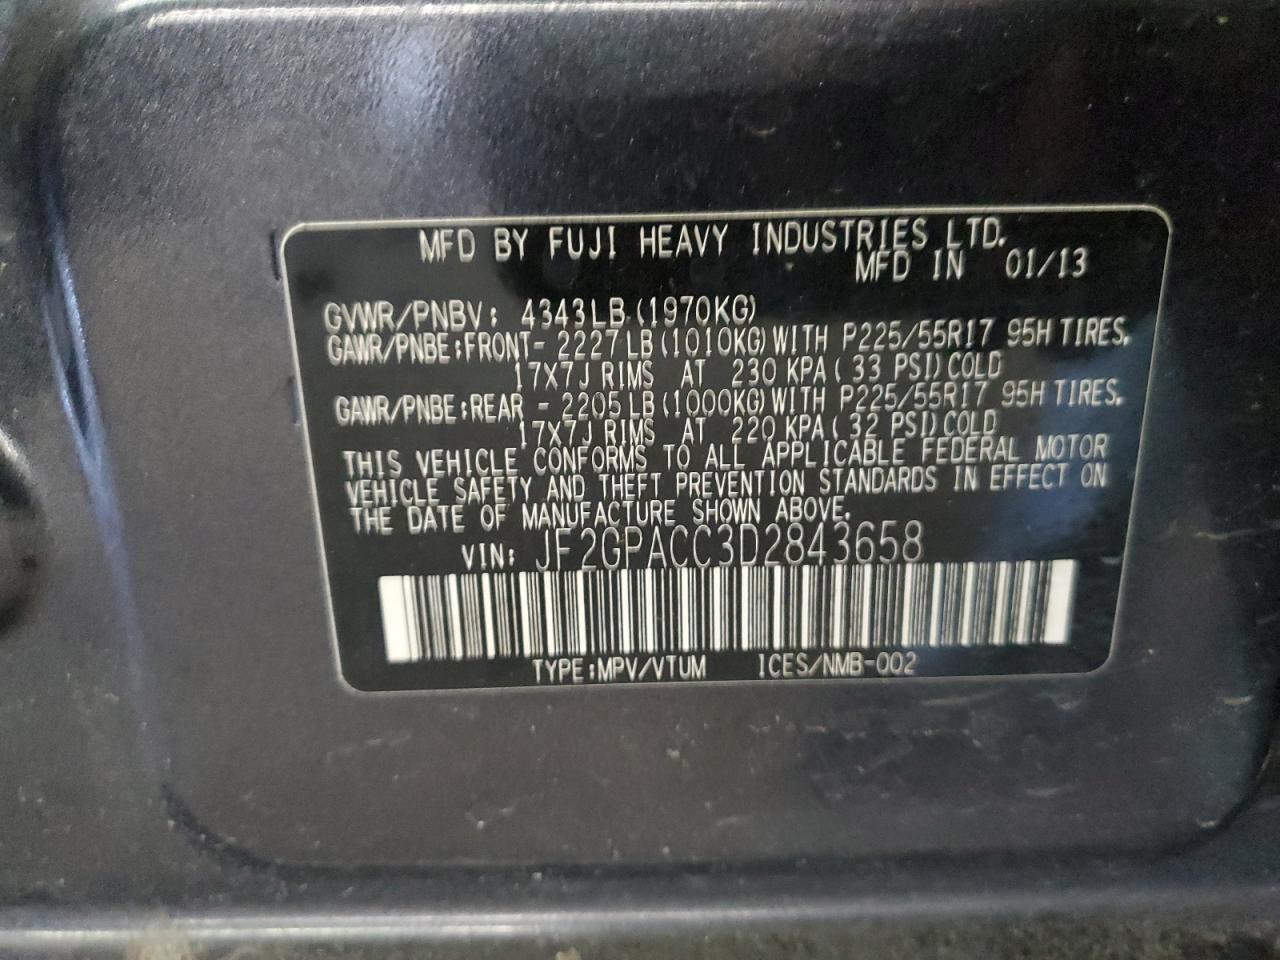 MFD BY FUJI HEAVY INDUSTRIES LTD.
MFD IN 01/13
GVWR/PNBV: 4343LB (1970KG)
GAWR/PNBE:FRONT- 2227LB (1010KG) WITH P225/55R17 95H TIRES.
17X7J RIMS AT 230 KPA ( 33 PSI) COLD
GAWR/PNBE:REAR - 2205LB (1000KG) WITH P225/55R17 95H TIRES.
17X7J RIMS AT 220 KPA ( 32 PSI) COLD
THIS VEHICLE CONFORMS TO ALL APPLICABLE FEDERAL MOTOR
VEHICLE SAFETY AND THEFT PREVENTION STANDARDS IN EFFECT ON
THE DATE OF MANUFACTURE SHOWN ABOVE.
VIN: JF2GPACC3D2843658
TYPE:MPV/VTUM ICES/NMB-002